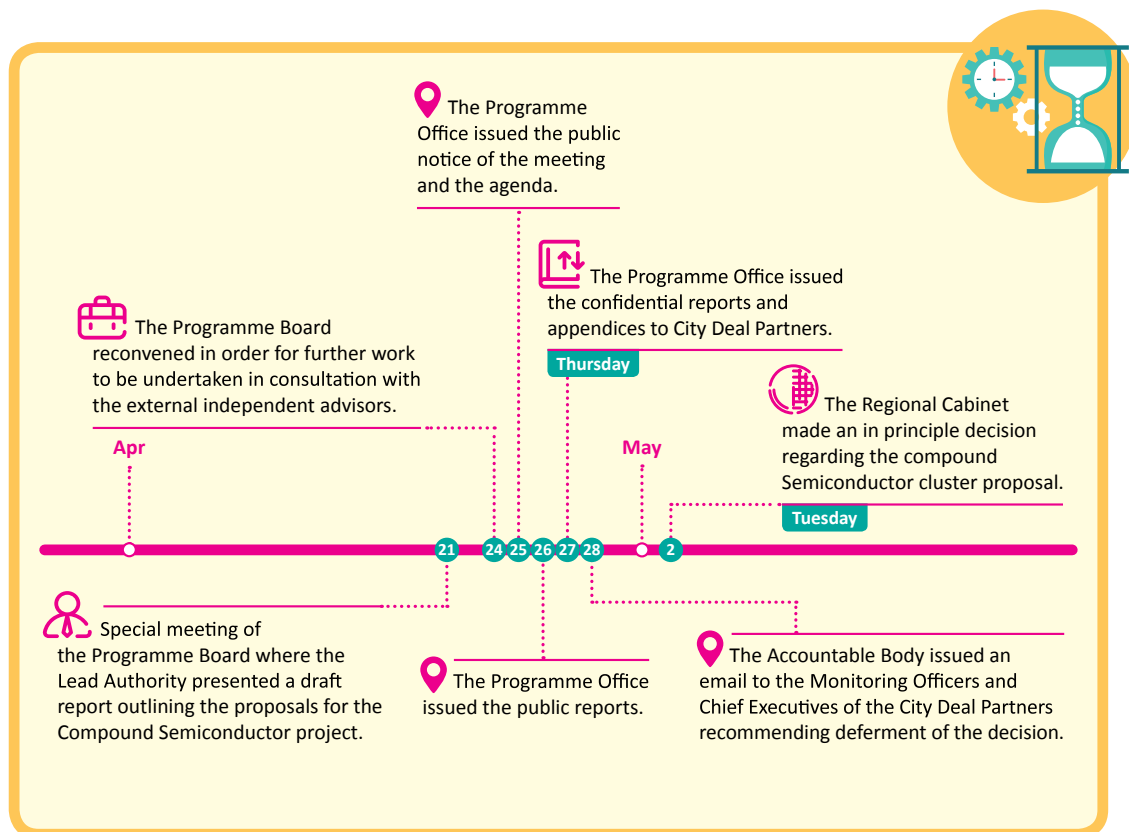 The Programme
Office issued the public
notice of the meeting
and the agenda.
The Programme Office issued
the confidential reports and
appendices to City Deal Partners.
Thursday
The Programme Board
reconvened in order for further work
to be undertaken in consultation with
the external independent advisors.
The Regional Cabinet
made an in principle decision
regarding the compound
Semiconductor cluster proposal.
Tuesday
Apr
May
21
24
25
26
27
28
2
Special meeting of
the Programme Board where the
Lead Authority presented a draft
report outlining the proposals for the
Compound Semiconductor project.
The Programme Office
issued the public reports.
The Accountable Body issued an
email to the Monitoring Officers and
Chief Executives of the City Deal Partners
recommending deferment of the decision.